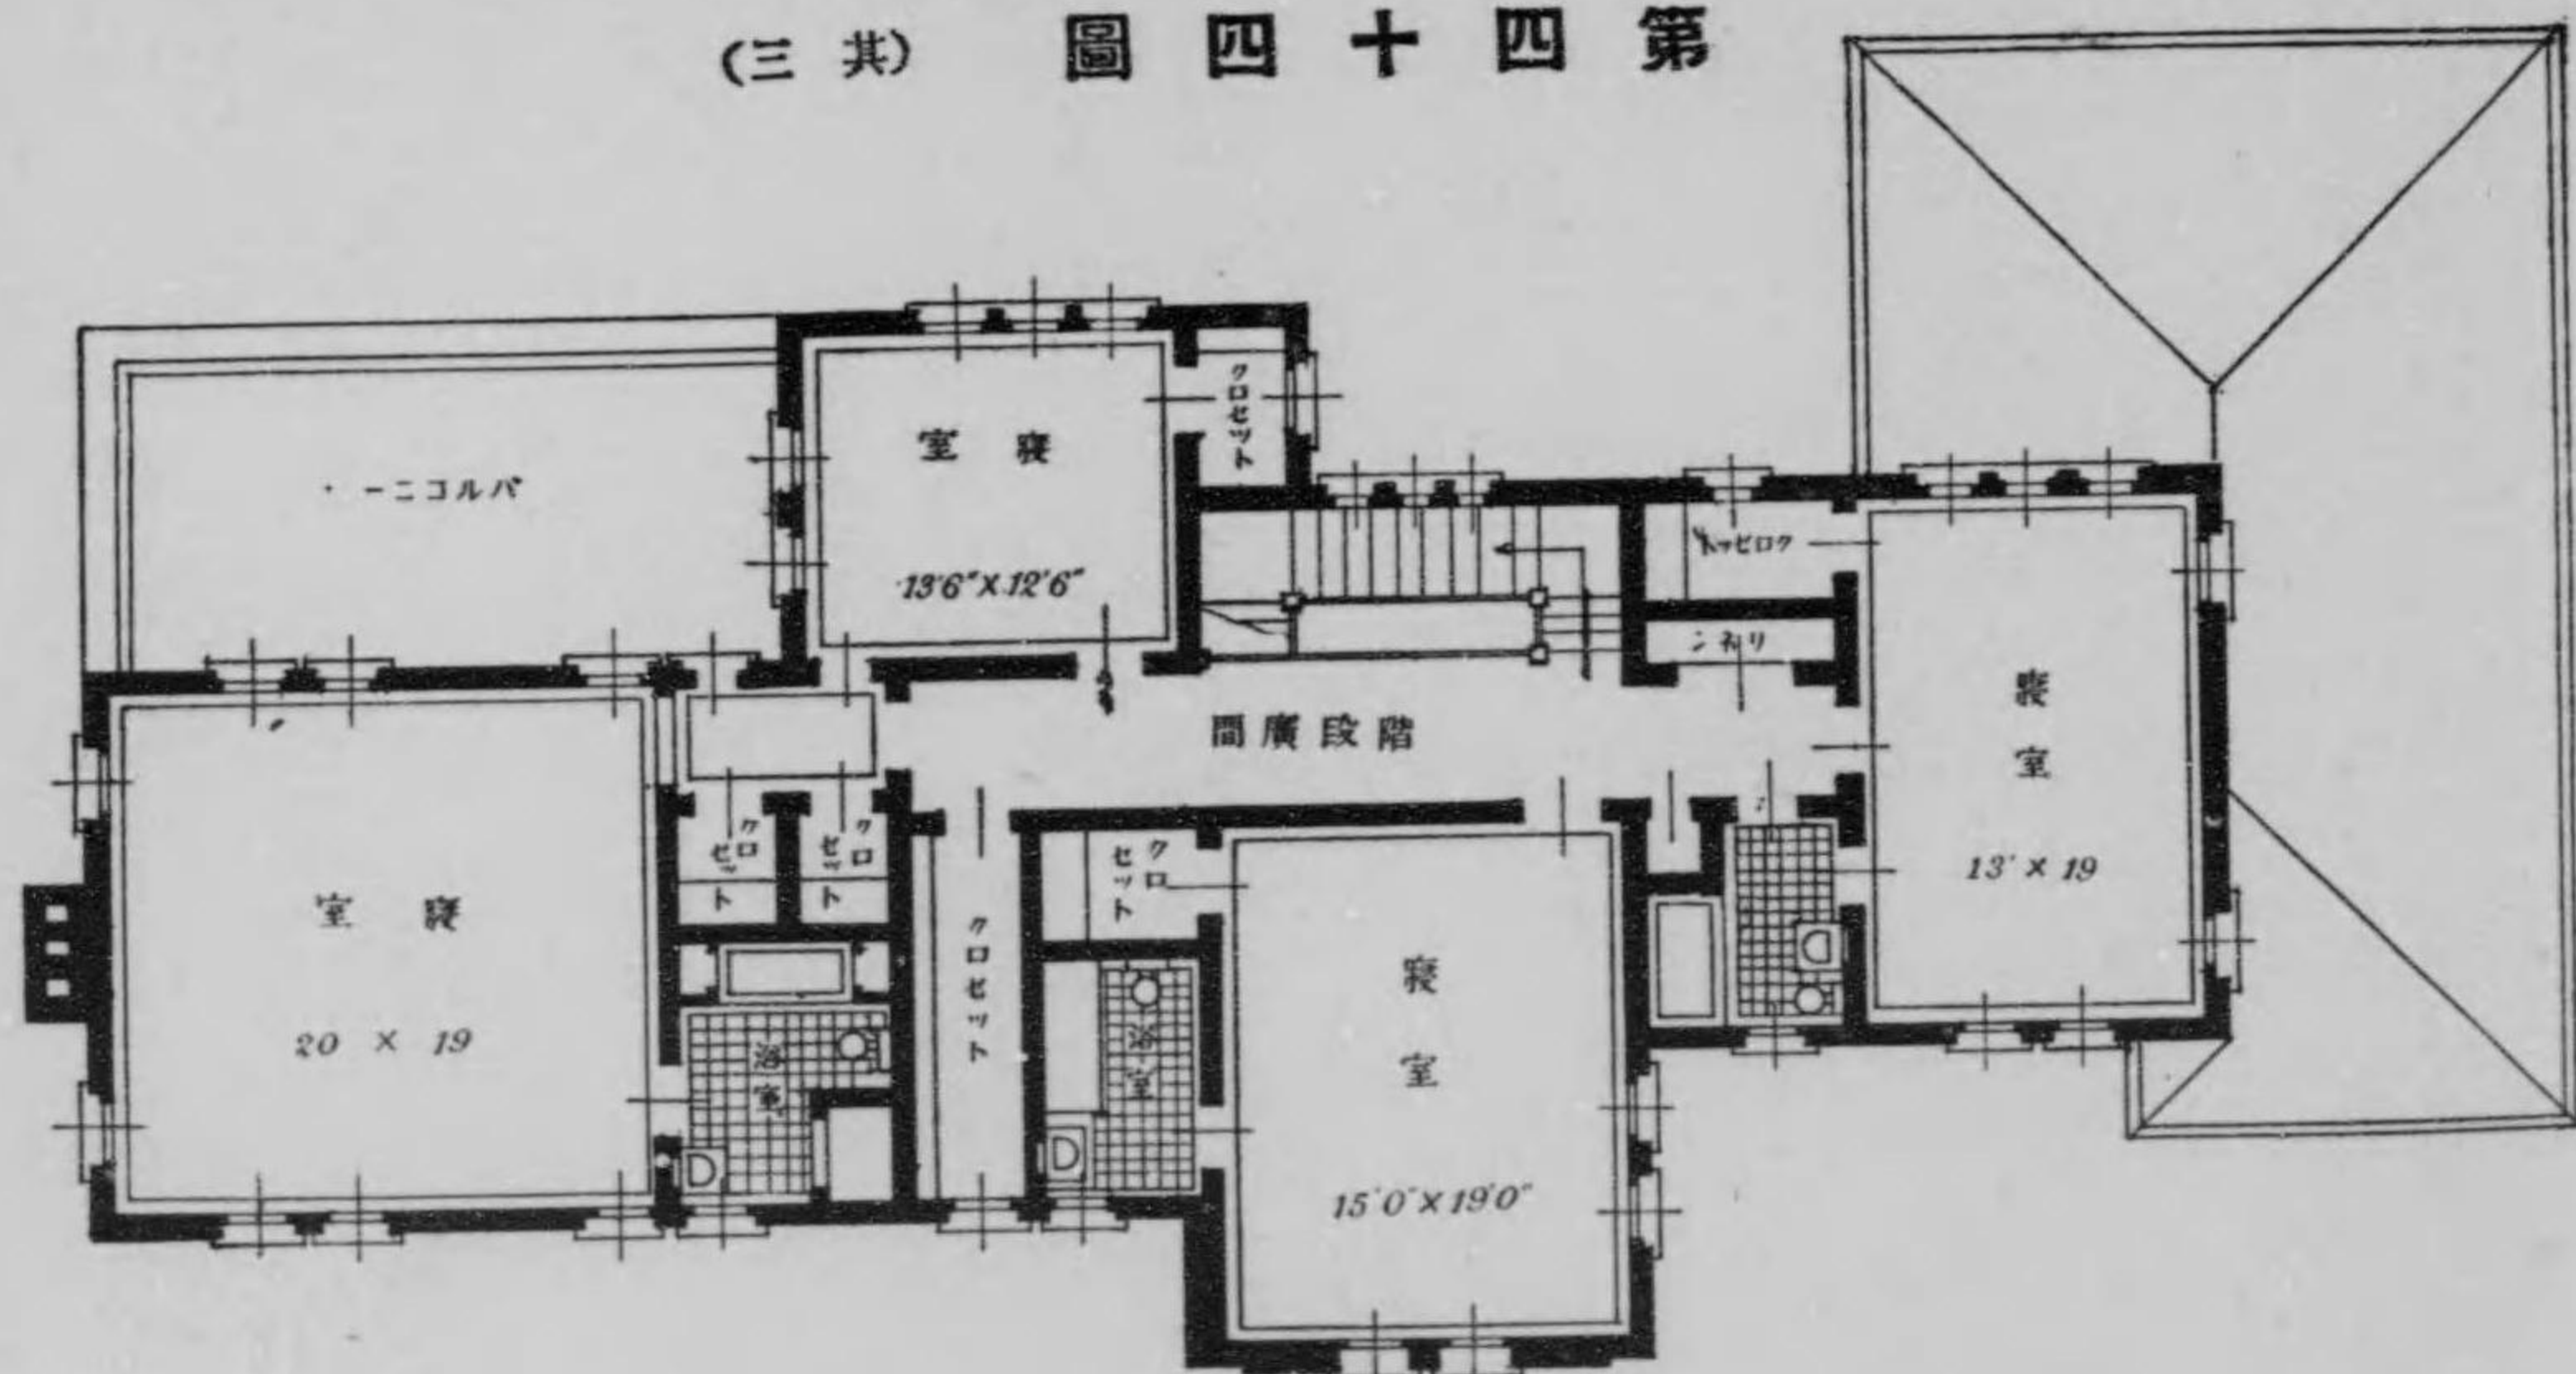 第四十四圖 (其三)
クロセット
寢室
13'6"×12'6"
バルコニー
クロゼット
リネン
寢室
13'×19
階段廣間
クロゼット
クロゼット
クロセット
クロセット
寢室
20×19
浴室
浴室
寢室
15'0"×19'0"